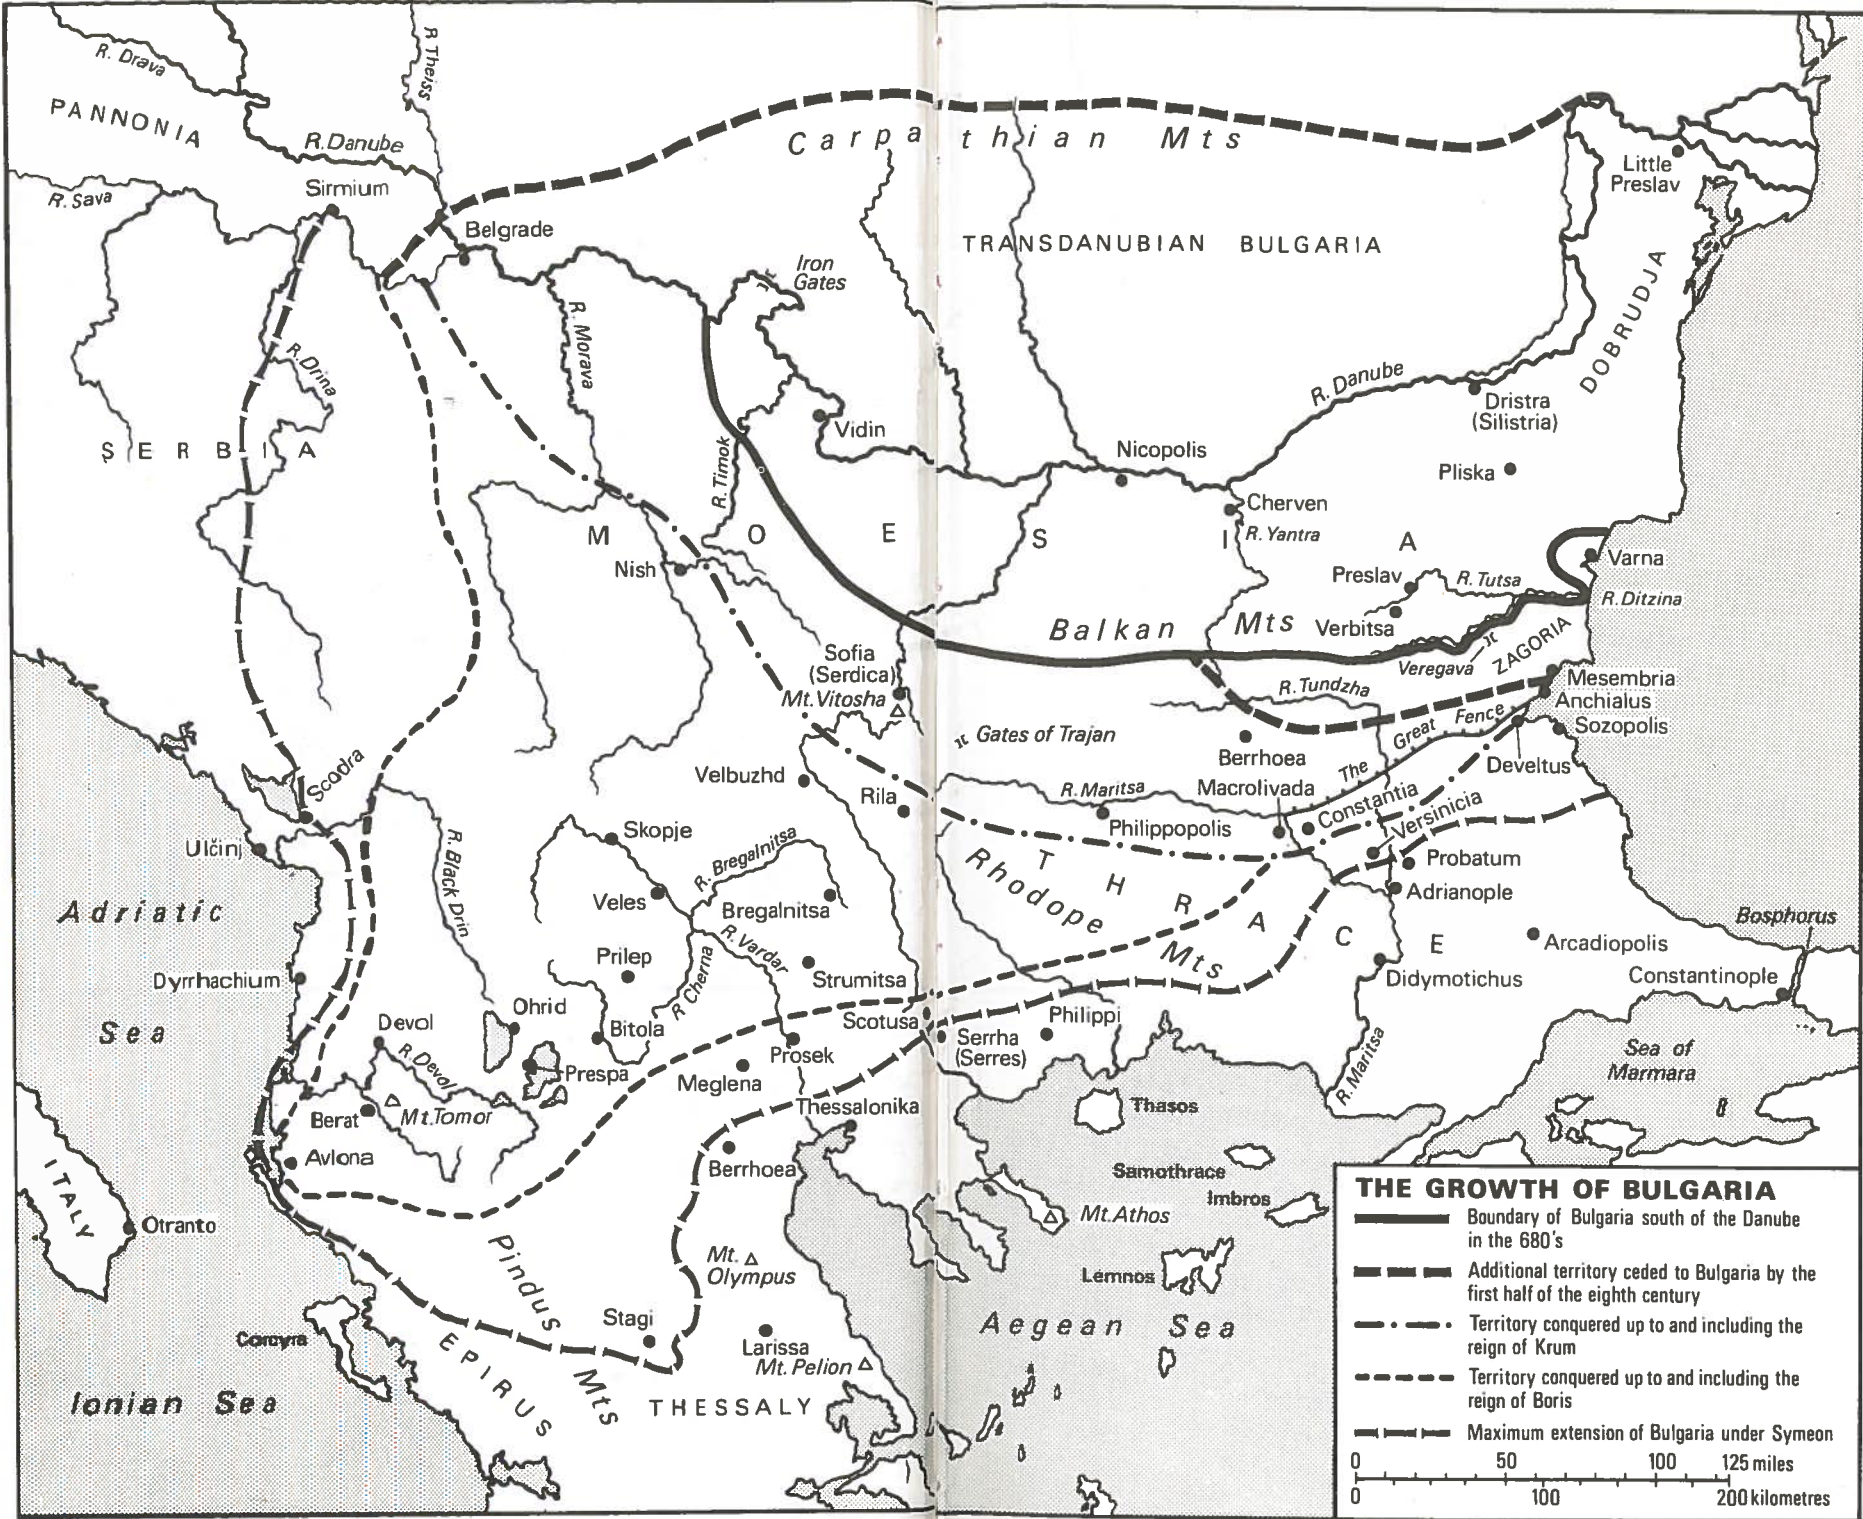 R. Drava
R. Theiss
PANNONIA
R. Danube
Carpathian Mts
Little
Preslav
Sirmium
R. Sava
Belgrade
TRANSDANUBIAN BULGARIA
Iron
Gates
DOBRUDJA
R. Morava
R. Drina
R. Danube
Dristra
(Silistria)
Vidin
SERBIA
R. Timok
Nicopolis
Pliska
Cherven
R. Yantra
MOESIA
Varna
Nish
Preslav
R. Tutsa
R. Ditzina
Verbitsa
Balkan Mts
Veregava
ZAGORIA
Sofia
(Serdica)
Mt. Vitosha
R. Tundzha
Mesembria
Anchialus
Sozopolis
The Great Fence
Gates of Trajan
Berrhoea
Develtus
Scodra
Velbuzhd
Rila
R. Maritsa
Macrolivada
Constantia
Versinicia
Philippopolis
Ulčinj
Skopje
R. Bregalnitsa
Probatum
R. Black Drin
Rhodope Mts
THRACE
Adrianople
Veles
Bregalnitsa
Adriatic
Sea
Bosphorus
R. Vardar
Arcadiopolis
Prilep
Strumitsa
Dyrrhachium
R. Cherna
Didymotichus
Constantinople
Ohrid
Devol
Bitola
Scotusa
Philippi
Serrha
(Serres)
R. Devol
Prosek
Prespa
Meglena
R. Maritsa
Sea of
Marmara
Berat
Mt. Tomor
Thessalonika
Thasos
Avlona
Berrhoea
Samothrace
Imbros
ITALY
Otranto
Mt. Athos
Pindus Mts
Mt.
Olympus
Lemnos
Stagi
Corcyra
EPIRUS
Larissa
Mt. Pelion
Aegean Sea
Ionian Sea
THESSALY
THE GROWTH OF BULGARIA
Boundary of Bulgaria south of the Danube
in the 680's
Additional territory ceded to Bulgaria by the
first half of the eighth century
Territory conquered up to and including the
reign of Krum
Territory conquered up to and including the
reign of Boris
Maximum extension of Bulgaria under Symeon
0 50 100 125 miles
0 100 200 kilometres